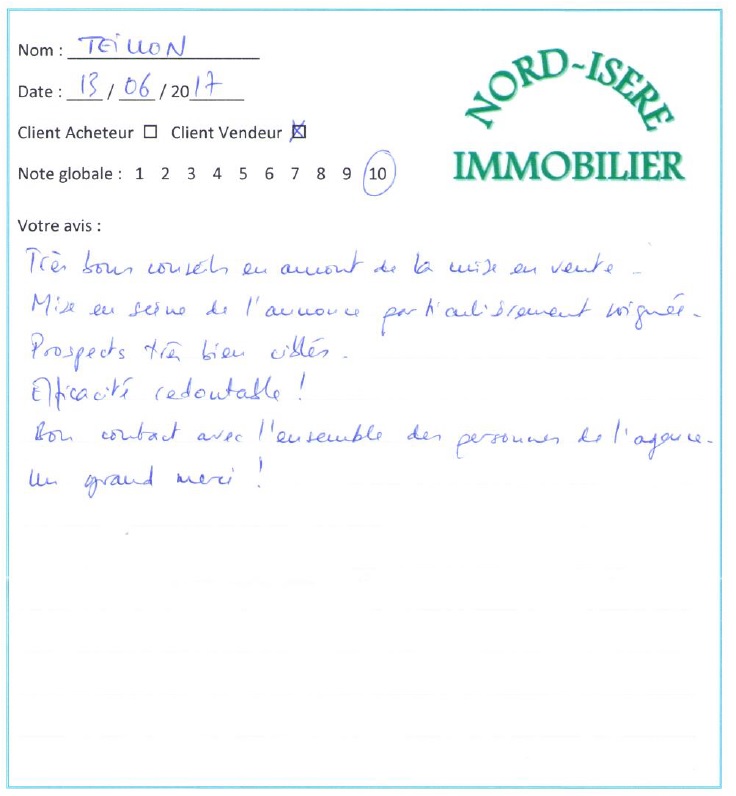 Nom : TEILLON
NORD-ISERE
IMMOBILIER
Date : 13 / 06 / 2017
Client Acheteur ☐ Client Vendeur ☒
Note globale : 1 2 3 4 5 6 7 8 9 10
Votre avis :
Très bons conseils en amont de la mise en vente -
Mise en scène de l'annonce particulièrement soignée -
Prospects très bien ciblés -
Efficacité redoutable !
Bon contact avec l'ensemble des personnes de l'agence -
Un grand merci !